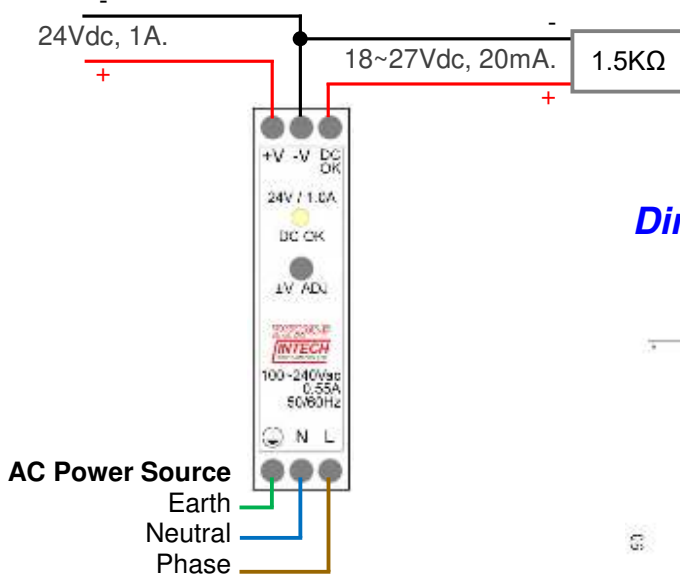 -
24Vdc, 1A.
+
-
18~27Vdc, 20mA.
+
1.5KΩ
+V -V DC
OK
24V / 1.0A
DC OK
±V ADJ
INTECH
100~240Vac
0.55A
50/60Hz
N L
AC Power Source
Earth
Neutral
Phase